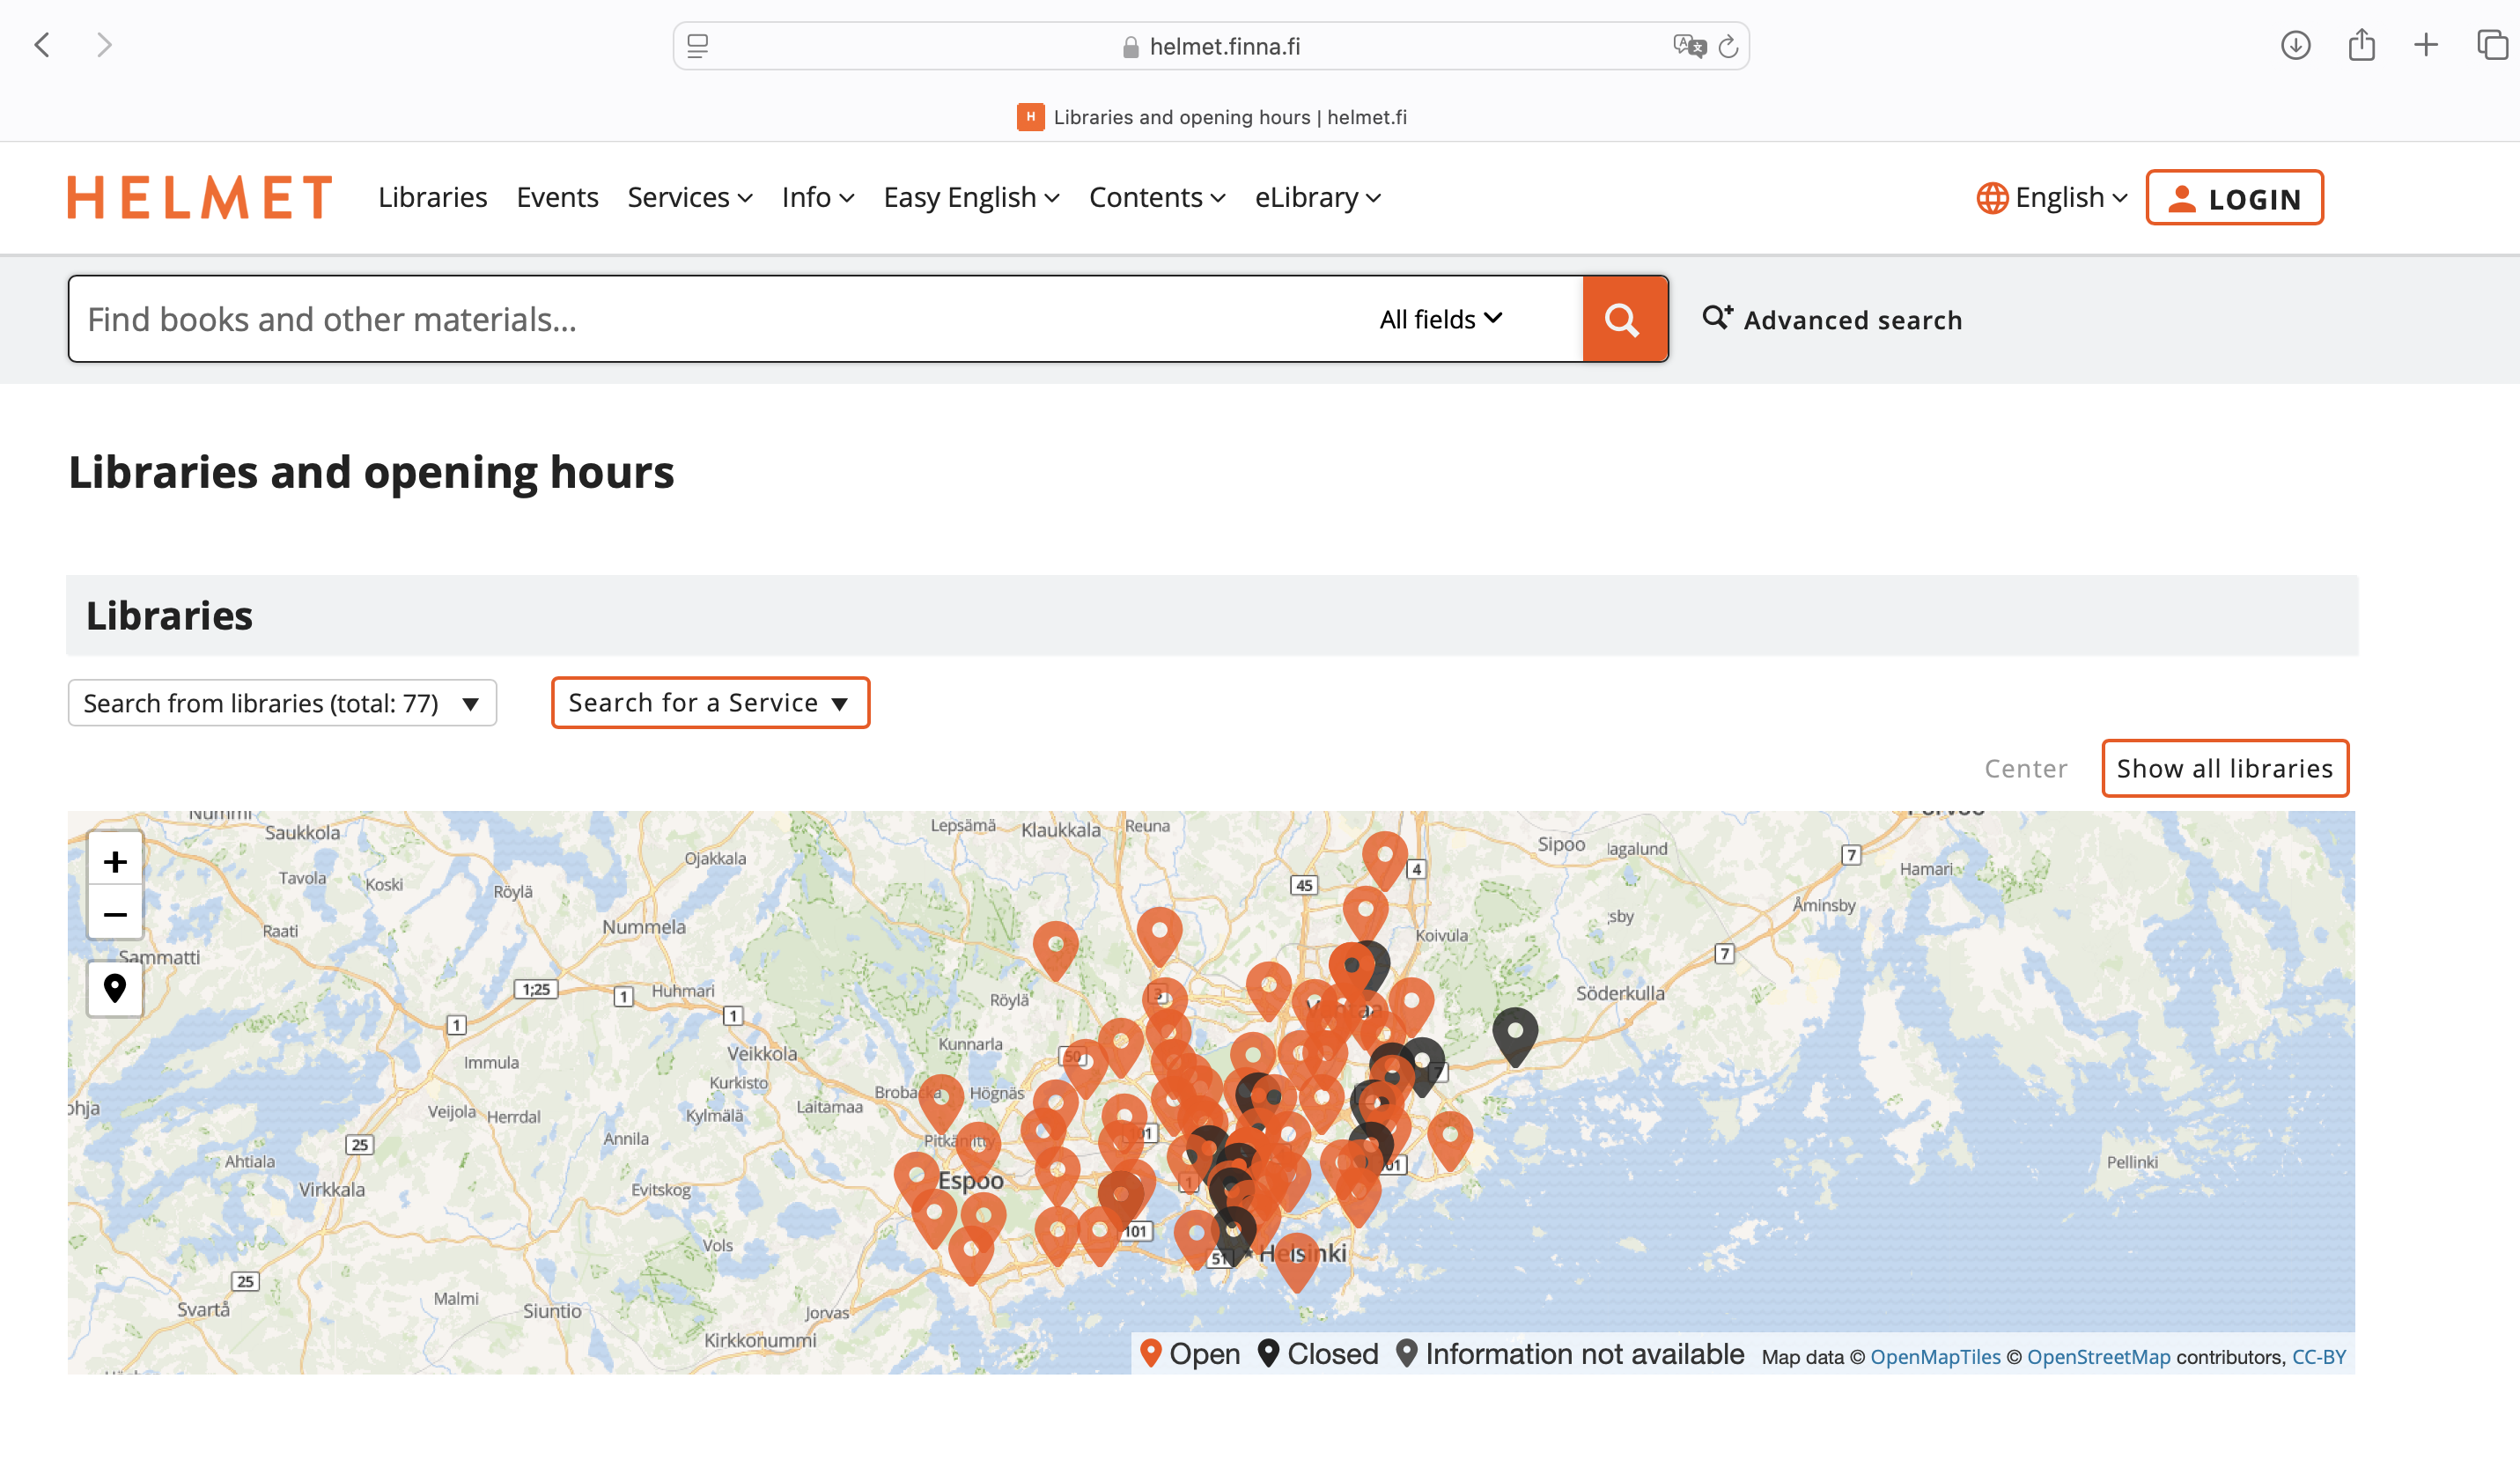 helmet.finna.fi
H Libraries and opening hours | helmet.fi
HELMET Libraries Events Services Info Easy English Contents eLibrary English LOGIN
Find books and other materials... All fields Advanced search
Libraries and opening hours
Libraries
Search from libraries (total: 77) Search for a Service
Center Show all libraries
Nummi
Saukkola
Lepsämä
Klaukkala
Reuna
Sipoo
Ojakkala
Hamari
Tavola
Koski
Röylä
45
4
7
Åminsby
Raati
Nummela
Koivula
Sammatti
7
1;25
1
Huhmari
Röylä
3
Söderkulla
1
1
Kunnarla
Veikkola
50
Immula
Kurkisto
Högnäs
Laitamaa
Veijola
Herrdal
Kylmälä
25
Annila
Ahtiala
Pellinki
Virkkala
Evitskog
Espoo
1
101
Vols
51
Helsinki
25
Svartå
Malmi
Siuntio
Jorvas
Kirkkonummi
Open Closed Information not available Map data © OpenMapTiles © OpenStreetMap contributors, CC-BY